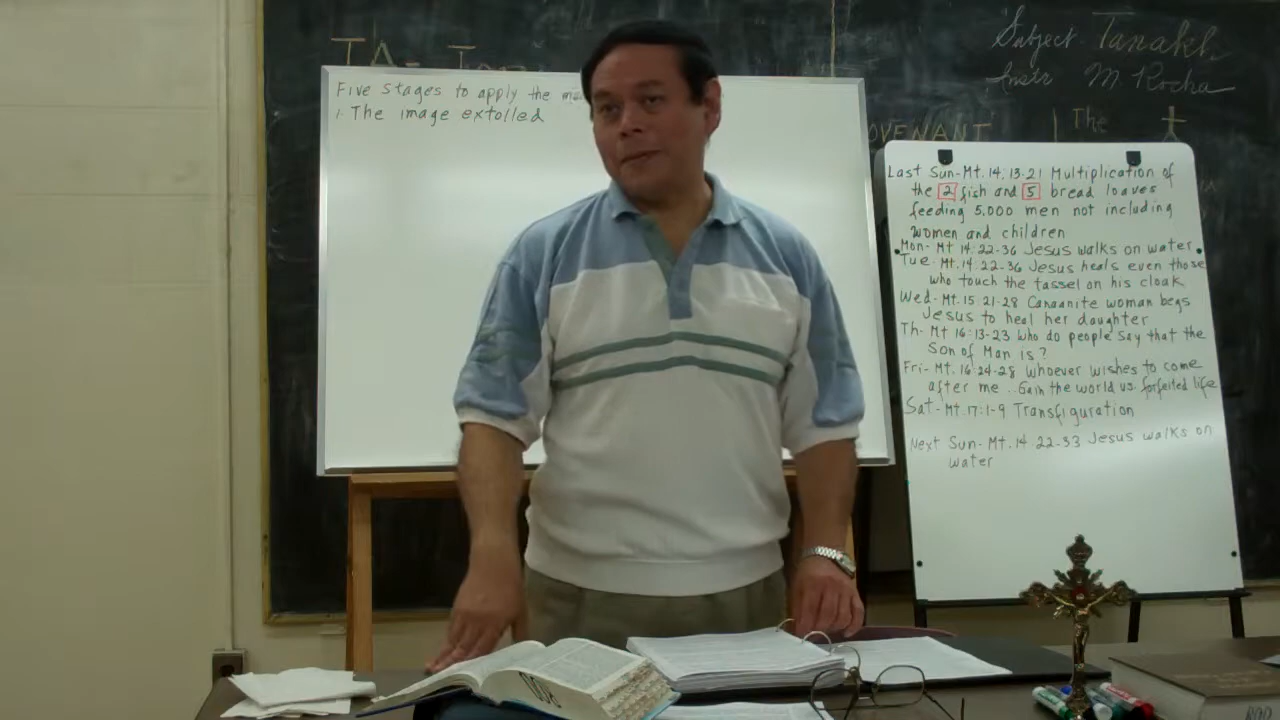 Subject - Tanakh
Instr M. Rocha
Five Stages to apply the
1. The image extolled
OVENANT
The
Last Sun-Mt. 14: 13-21 Multiplication of
the 2 fish and 5 bread loaves
feeding 5,000 men not including
women and children
Mon- Mt 14:22-36 Jesus walks on water
Tue- Mt. 14:22-36 Jesus heals even those
who touch the tassel on his cloak
Wed- Mt. 15:21-28 Canaanite woman begs
Jesus to heal her daughter
Th- Mt 16:13-23 Who do people say that the
Son of Man is?
Fri- Mt. 16:24-28 Whoever wishes to come
after me... Gain the world vs. forfeited life
Sat- Mt. 17:1-9 Transfiguration
Next Sun- Mt. 14 22-33 Jesus walks on
water